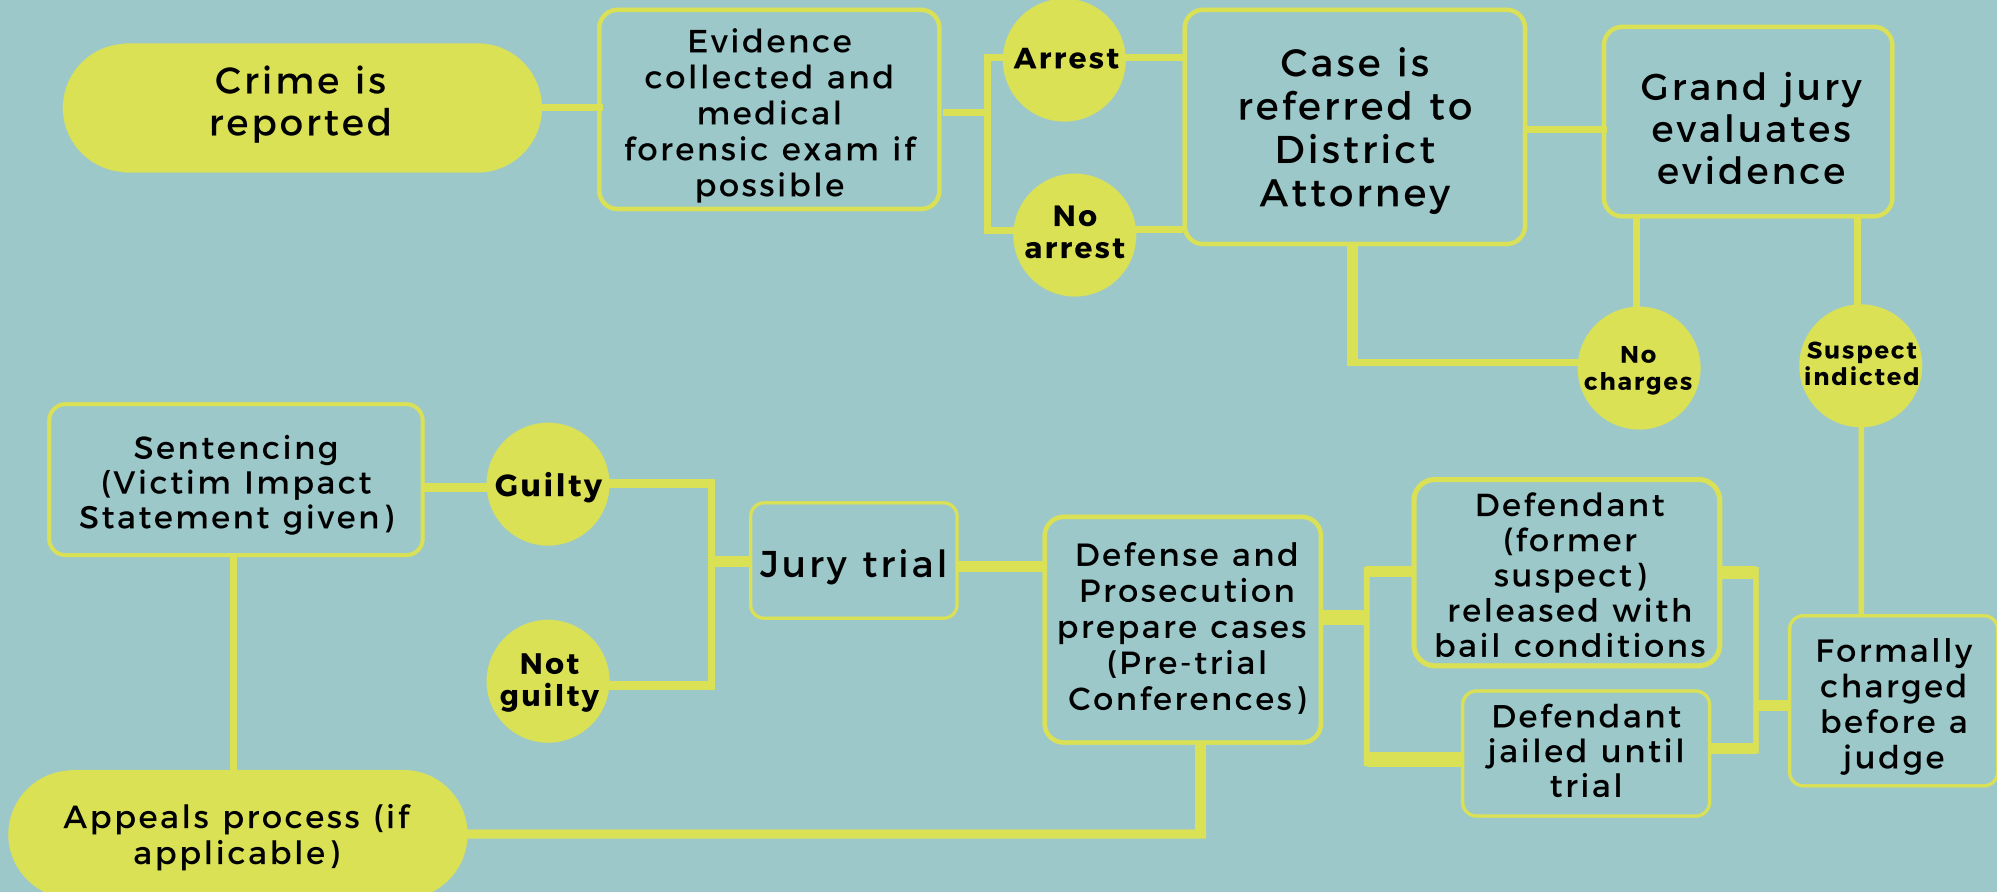 Crime is
reported
Evidence
collected and
medical
forensic exam if
possible
Arrest
No
arrest
Case is
referred to
District
Attorney
Grand jury
evaluates
evidence
No
charges
Suspect
indicted
Formally
charged
before a
judge
Defendant
(former
suspect)
released with
bail conditions
Defendant
jailed until
trial
Defense and
Prosecution
prepare cases
(Pre-trial
Conferences)
Jury trial
Guilty
Not
guilty
Sentencing
(Victim Impact
Statement given)
Appeals process (if
applicable)